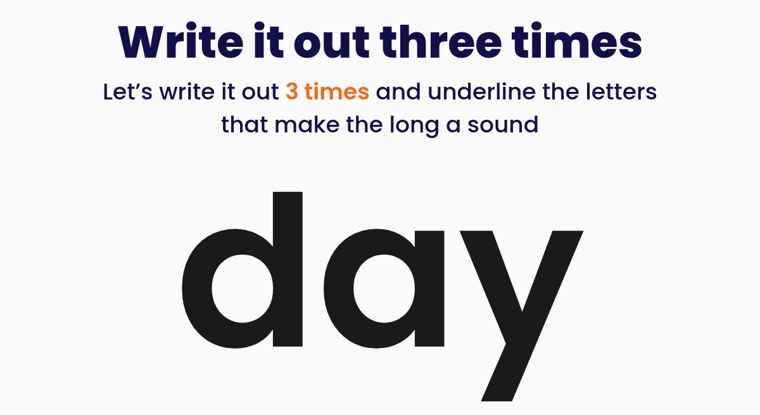 Write it out three times
Let’s write it out 3 times and underline the letters
that make the long a sound
day